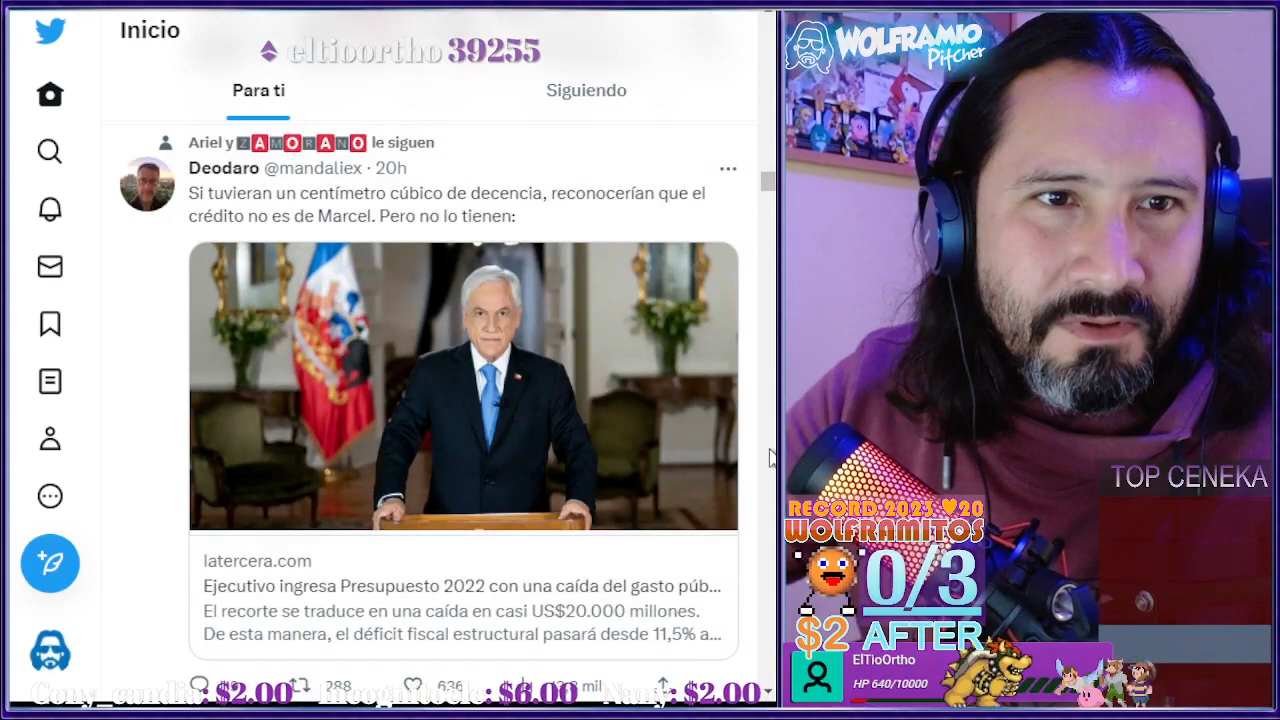 Inicio
eltioortho 39255
Para ti
Siguiendo
Ariel y ZAMORANO le siguen
Deodaro @mandaliex · 20h
Si tuvieran un centímetro cúbico de decencia, reconocerían que el
crédito no es de Marcel. Pero no lo tienen:
latercera.com
Ejecutivo ingresa Presupuesto 2022 con una caída del gasto púb...
El recorte se traduce en una caída en casi US$20.000 millones.
De esta manera, el déficit fiscal estructural pasará desde 11,5% a...
288
636
mil
: $2.00
: $6.00
: $2.00
WOLFRAMIO
Pitcher
TOP CENEKA
RECORD 2023 ♥20
WOLFRAMITOS
0/3
$2 AFTER
ElTioOrtho
HP 640/10000